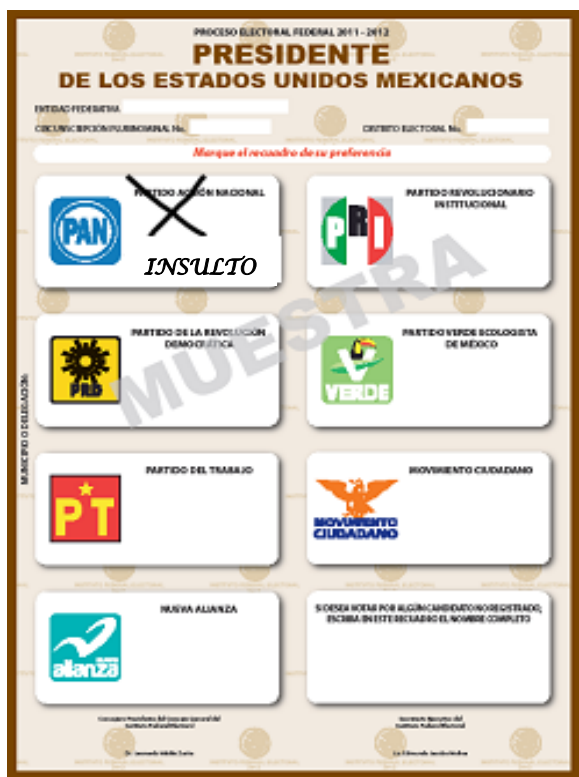 PROCESO ELECTORAL FEDERAL 2011 - 2012
PRESIDENTE
DE LOS ESTADOS UNIDOS MEXICANOS
ENTIDAD FEDERATIVA
CIRCUNSCRIPCIÓN PLURINOMINAL No.
DISTRITO ELECTORAL No.
Marque el recuadro de su preferencia
PARTIDO ACCIÓN NACIONAL
PAN
INSULTO
PARTIDO REVOLUCIONARIO
INSTITUCIONAL
PRI
MUESTRA
PARTIDO DE LA REVOLUCIÓN
DEMOCRÁTICA
PRD
PARTIDO VERDE ECOLOGISTA
DE MÉXICO
VERDE
MUNICIPIO O DELEGACIÓN:
PARTIDO DEL TRABAJO
PT
MOVIMIENTO CIUDADANO
MOVIMIENTO
CIUDADANO
NUEVA ALIANZA
alianza
SI DESEA VOTAR POR ALGÚN CANDIDATO NO REGISTRADO,
ESCRIBA EN ESTE RECUADRO EL NOMBRE COMPLETO